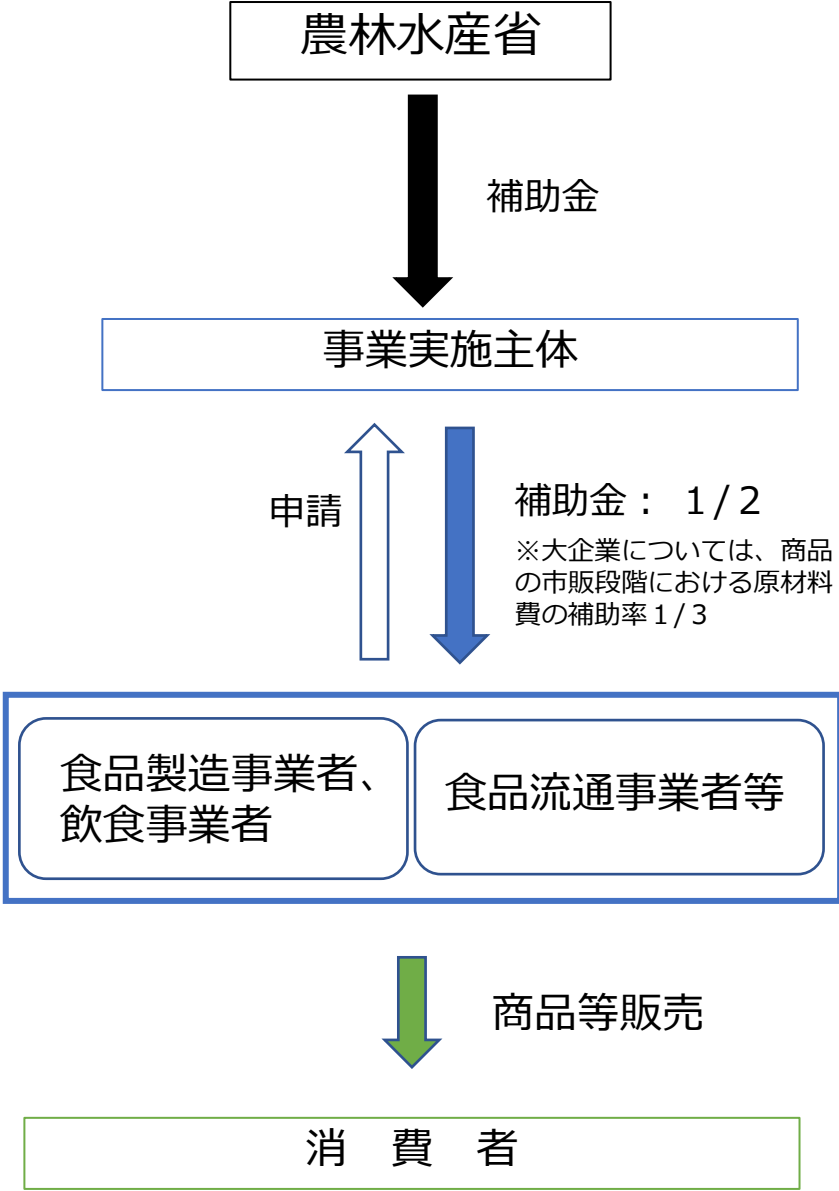 農林水産省
補助金
事業実施主体
申請
補助金： １/２
※大企業については、商品
の市販段階における原材料
費の補助率１/３
食品製造事業者、
飲食事業者
食品流通事業者等
商品等販売
消　費　者